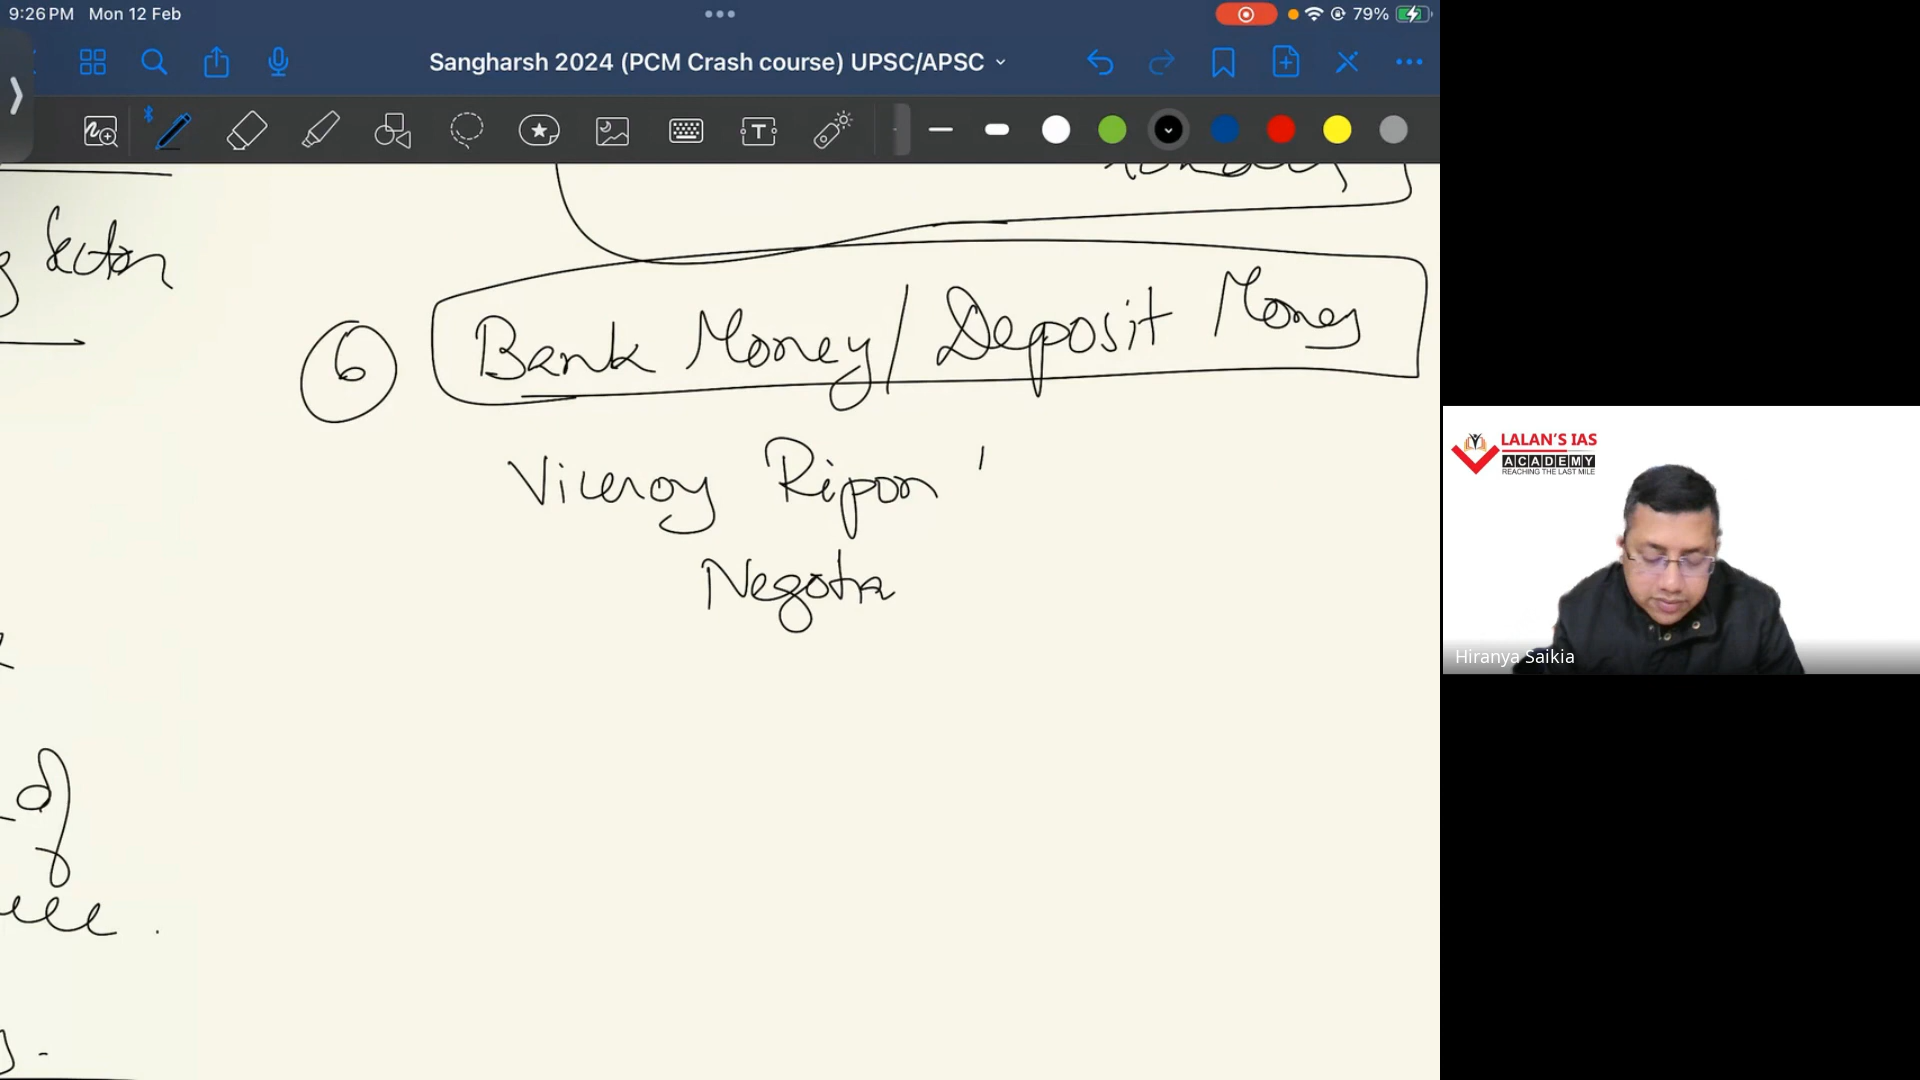 9:26 PM Mon 12 Feb
79%
Sangharsh 2024 (PCM Crash course) UPSC/APSC
T
6 Bank Money/Deposit Money
Viceroy Ripon '
Negotia
LALAN'S IAS
ACADEMY
REACHING THE LAST MILE
Hiranya Saikia